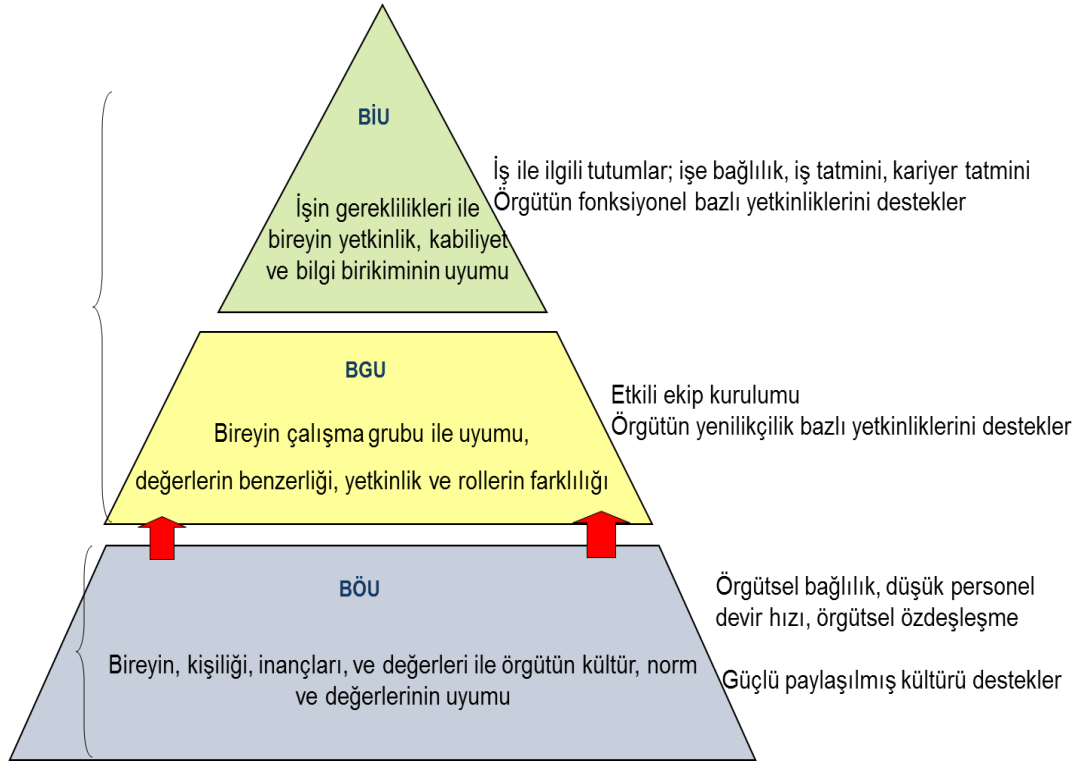 BİU
İş ile ilgili tutumlar; işe bağlılık, iş tatmini, kariyer tatmini
Örgütün fonksiyonel bazlı yetkinliklerini destekler
İşin gereklilikleri ile
bireyin yetkinlik, kabiliyet
ve bilgi birikiminin uyumu
BGU
Etkili ekip kurulumu
Örgütün yenilikçilik bazlı yetkinliklerini destekler
Bireyin çalışma grubu ile uyumu,
değerlerin benzerliği, yetkinlik ve rollerin farklılığı
BÖU
Örgütsel bağlılık, düşük personel
devir hızı, örgütsel özdeşleşme
Bireyin, kişiliği, inançları, ve değerleri ile örgütün kültür, norm
ve değerlerinin uyumu
Güçlü paylaşılmış kültürü destekler